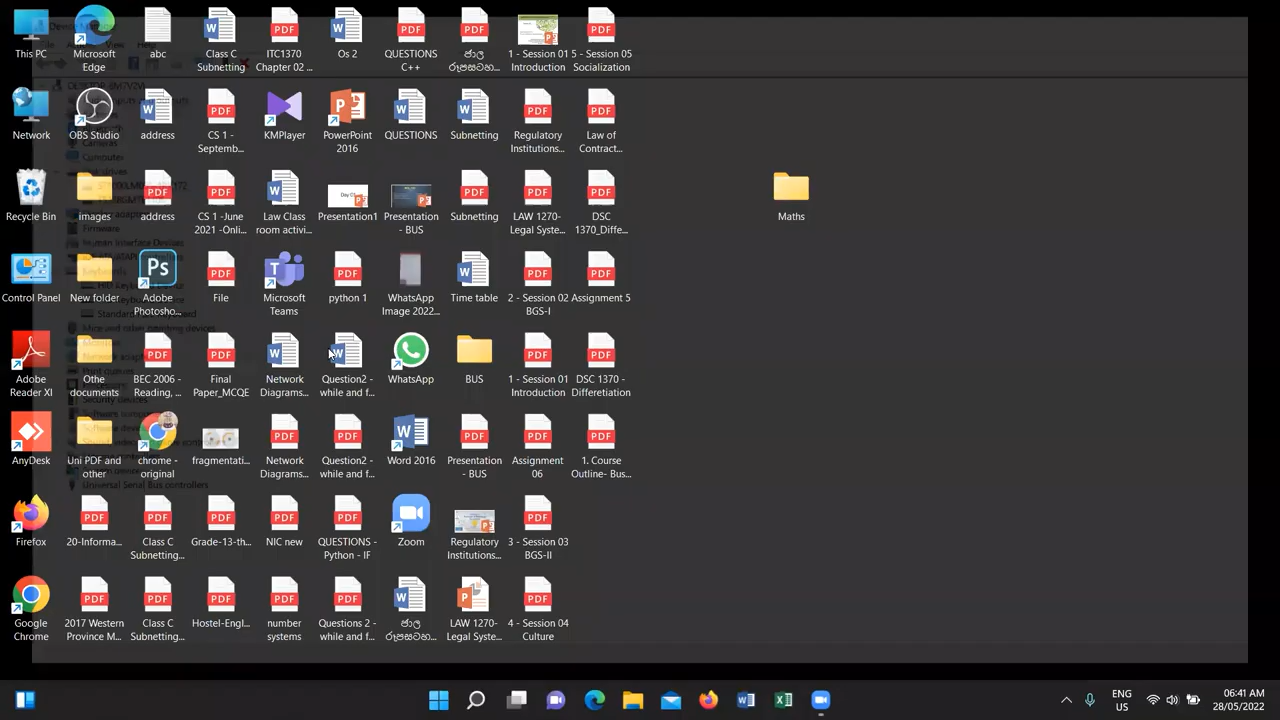 This PC
Microsoft
Edge
abc
Class C
Subnetting
ITC1370
Chapter 02 ...
Os 2
QUESTIONS
C++
ජාල
රූපසටහ...
1 - Session 01
Introduction
5 - Session 05
Socialization
Network
OBS Studio
address
CS 1 -
Septemb...
KMPlayer
PowerPoint
2016
QUESTIONS
Subnetting
Regulatory
Institutions...
Law of
Contract...
Recycle Bin
images
address
CS 1 -June
2021 -Onli...
Law Class
room activi...
Presentation1
Presentation
- BUS
Subnetting
LAW 1270-
Legal Syste...
DSC
1370_Diffe...
Maths
Control Panel
New folder
Adobe
Photosho...
File
Microsoft
Teams
python 1
WhatsApp
Image 2022...
Time table
2 - Session 02
BGS-I
Assignment 5
Adobe
Reader XI
Othe
documents
BEC 2006 -
Reading, ...
Final
Paper_MCQE
Network
Diagrams...
Question2 -
while and f...
WhatsApp
BUS
1 - Session 01
Introduction
DSC 1370 -
Differetiation
AnyDesk
Uni PDF and
other
chrome -
original
fragmentati...
Network
Diagrams...
Question2 -
while and f...
Word 2016
Presentation
- BUS
Assignment
06
1. Course
Outline- Bus...
Universal Serial Bus controllers
Firefox
20-Informa...
Class C
Subnetting...
Grade-13-th...
NIC new
QUESTIONS -
Python - IF
Zoom
Regulatory
Institutions...
3 - Session 03
BGS-II
Google
Chrome
2017 Western
Province M...
Class C
Subnetting...
Hostel-Engl...
number
systems
Questions 2 -
while and f...
ජාල
රූපසටහ...
LAW 1270-
Legal Syste...
4 - Session 04
Culture
ENG
US
6:41 AM
28/05/2022